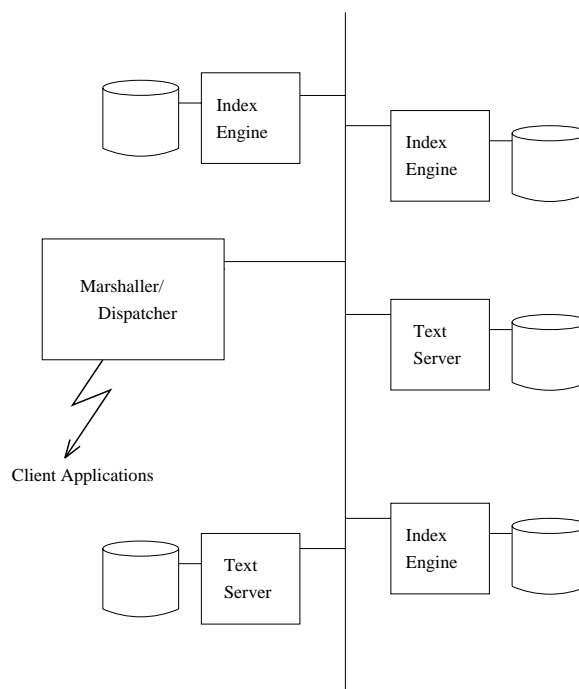 Index
Engine
Index
Engine
Marshaller/
Dispatcher
Text
Server
Client Applications
Index
Engine
Text
Server